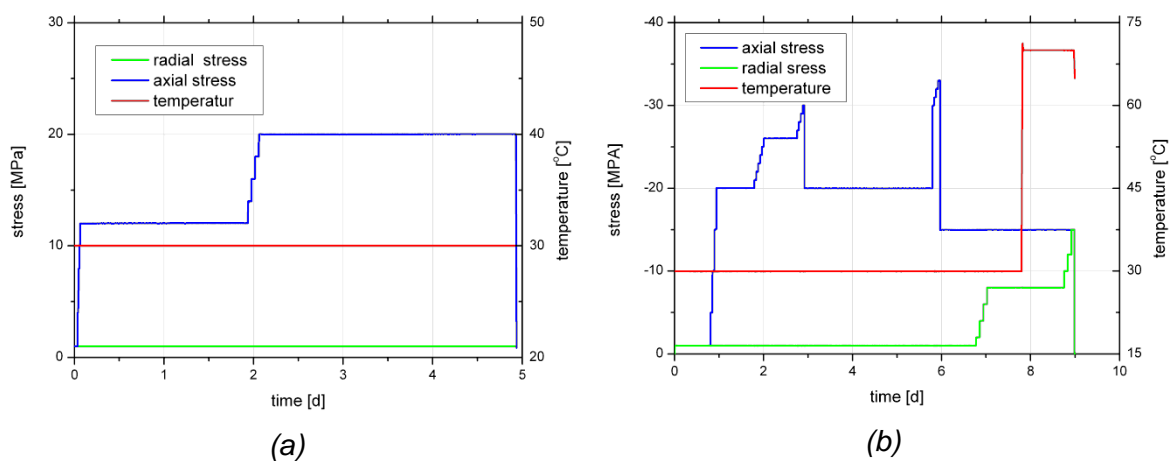 30
50
-40
75
radial stress
axial stress
temperatur
axial stress
radial sress
temperature
20
40
-30
60
-20
45
10
30
-10
30
0
20
0
15
stress [MPa]
temperature [°C]
stress [MPA]
temperature [°C]
0 1 2 3 4 5
0 2 4 6 8 10
time [d]
time [d]
(a)
(b)